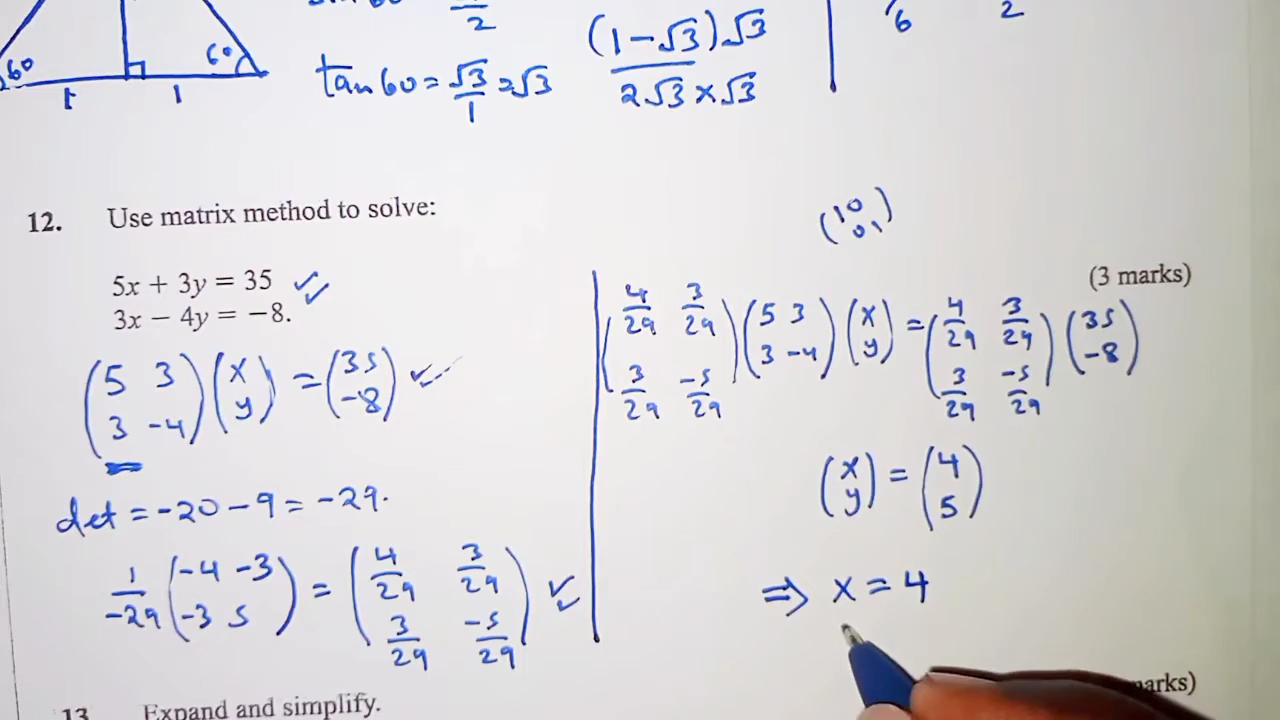 60 60 1 1
2
tan 60 = √3/1 = √3
(1 - √3) √3
2√3 × √3
6 2
12. Use matrix method to solve:
(3 marks)
5x + 3y = 35
3x − 4y = −8.
(5 3
3 -4) (x
y) = (35
-8)
det = -20 - 9 = -29.
1/-29 (-4 -3
-3 5) = (4/29 3/29
3/29 -5/29)
(1 0
0 1)
(4/29 3/29
3/29 -5/29) (5 3
3 -4) (x
y) = (4/29 3/29
3/29 -5/29) (35
-8)
(x
y) = (4
5)
⇒ x = 4
13. Expand and simplify.
marks)